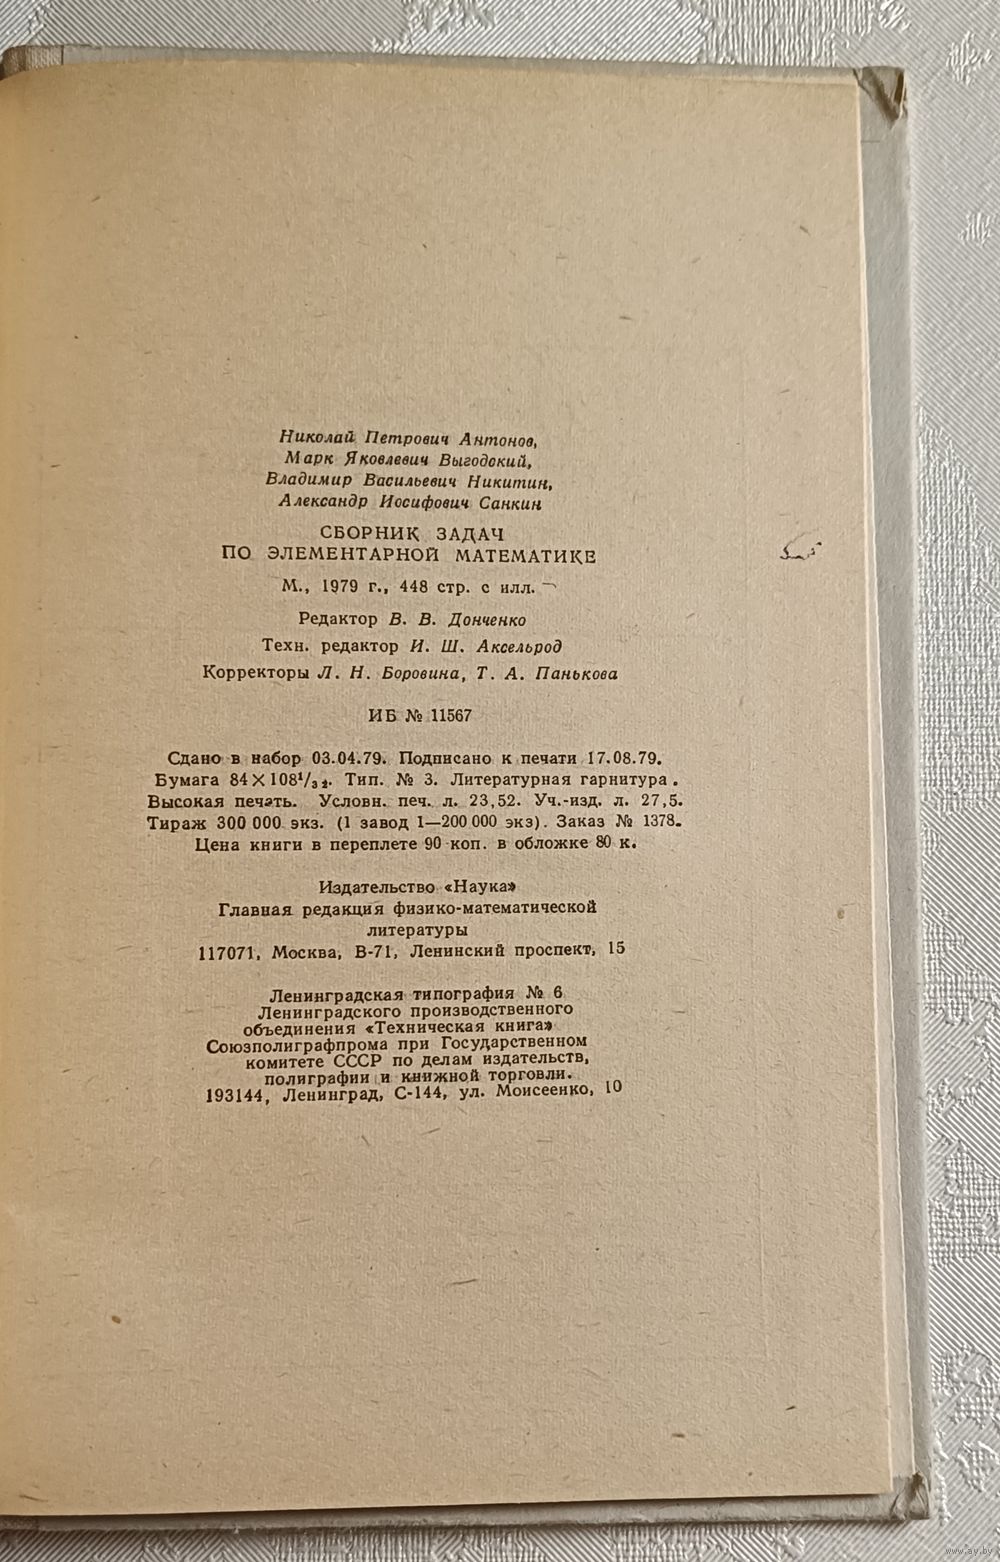 Николай Петрович Антонов,
Марк Яковлевич Выгодский,
Владимир Васильевич Никитин,
Александр Иосифович Санкин
СБОРНИК ЗАДАЧ
ПО ЭЛЕМЕНТАРНОЙ МАТЕМАТИКЕ
М., 1979 г., 448 стр. с илл.
Редактор В. В. Донченко
Техн. редактор И. Ш. Аксельрод
Корректоры Л. Н. Боровина, Т. А. Панькова
ИБ № 11567
Сдано в набор 03.04.79. Подписано к печати 17.08.79.
Бумага 84×108¹/₃₂. Тип. № 3. Литературная гарнитура.
Высокая печать. Условн. печ. л. 23,52. Уч.-изд. л. 27,5.
Тираж 300 000 экз. (1 завод 1—200 000 экз). Заказ № 1378.
Цена книги в переплете 90 коп. в обложке 80 к.
Издательство «Наука»
Главная редакция физико-математической
литературы
117071, Москва, В-71, Ленинский проспект, 15
Ленинградская типография № 6
Ленинградского производственного
объединения «Техническая книга»
Союзполиграфпрома при Государственном
комитете СССР по делам издательств,
полиграфии и книжной торговли.
193144, Ленинград, С-144, ул. Моисеенко, 10
www.ay.by